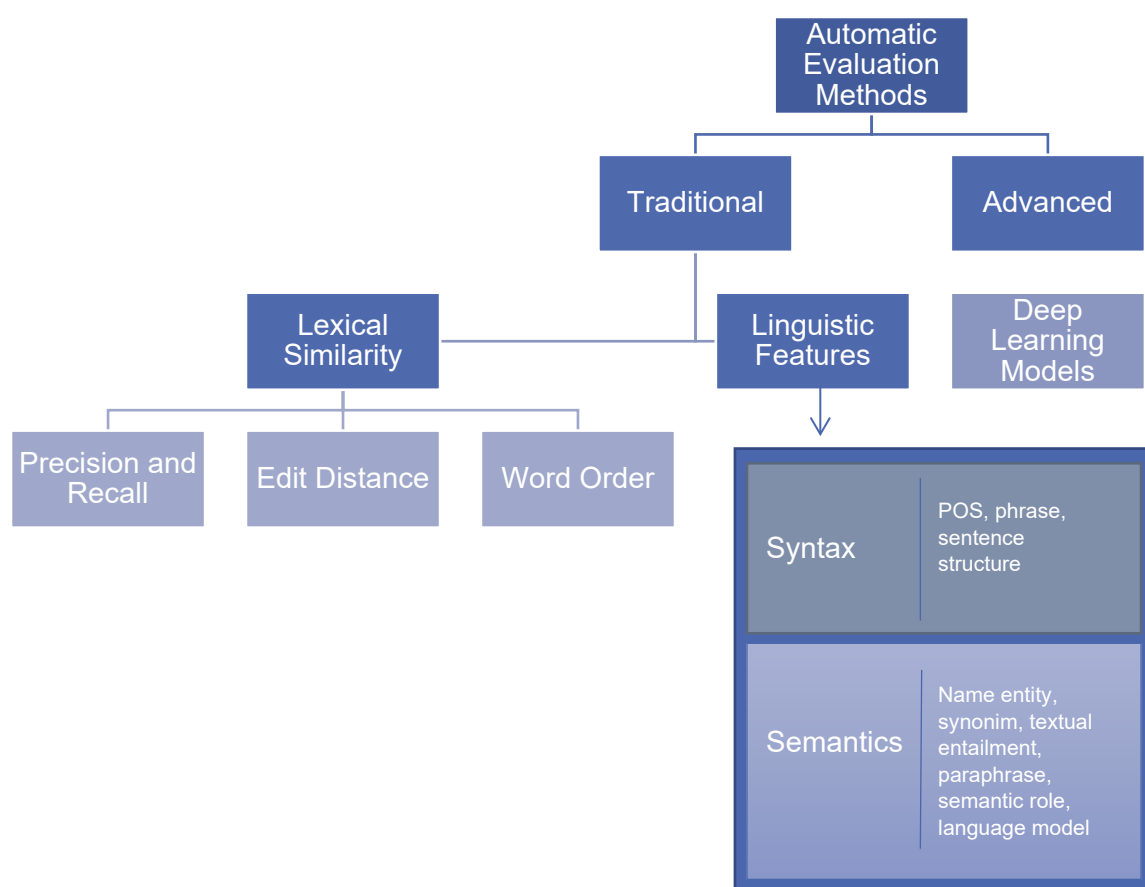 Automatic
Evaluation
Methods
Traditional
Advanced
Lexical
Similarity
Linguistic
Features
Deep
Learning
Models
Precision and
Recall
Edit Distance
Word Order
Syntax
POS, phrase,
sentence
structure
Semantics
Name entity,
synonim, textual
entailment,
paraphrase,
semantic role,
language model